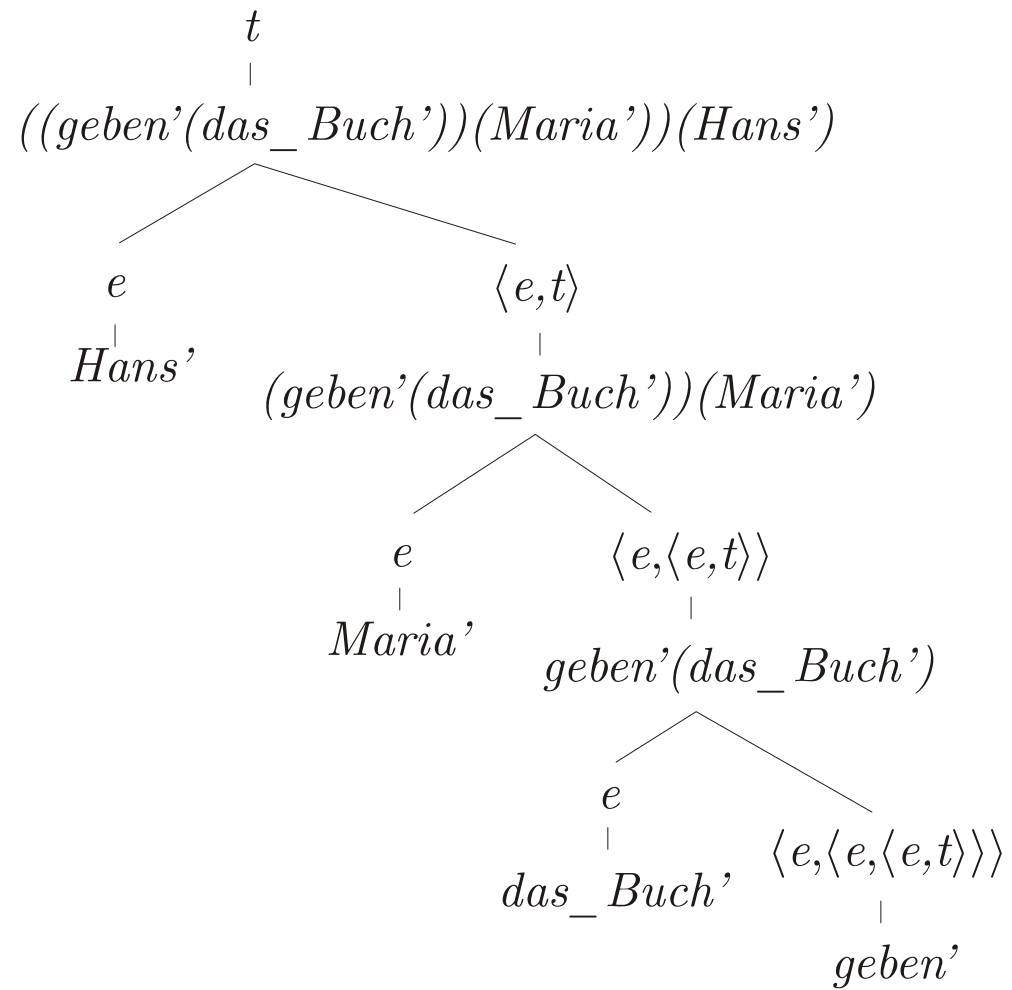 t
((geben’(das_Buch’))(Maria’))(Hans’)
e ⟨e,t⟩
Hans’
(geben’(das_Buch’))(Maria’)
e ⟨e,⟨e,t⟩⟩
Maria’
geben’(das_Buch’)
e
⟨e,⟨e,⟨e,t⟩⟩⟩
das_Buch’
geben’